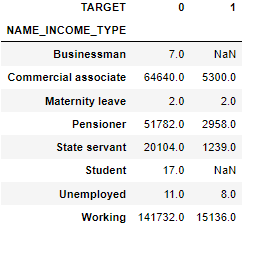 TARGET 0 1
NAME_INCOME_TYPE
Businessman 7.0 NaN
Commercial associate 64640.0 5300.0
Maternity leave 2.0 2.0
Pensioner 51782.0 2958.0
State servant 20104.0 1239.0
Student 17.0 NaN
Unemployed 11.0 8.0
Working 141732.0 15136.0